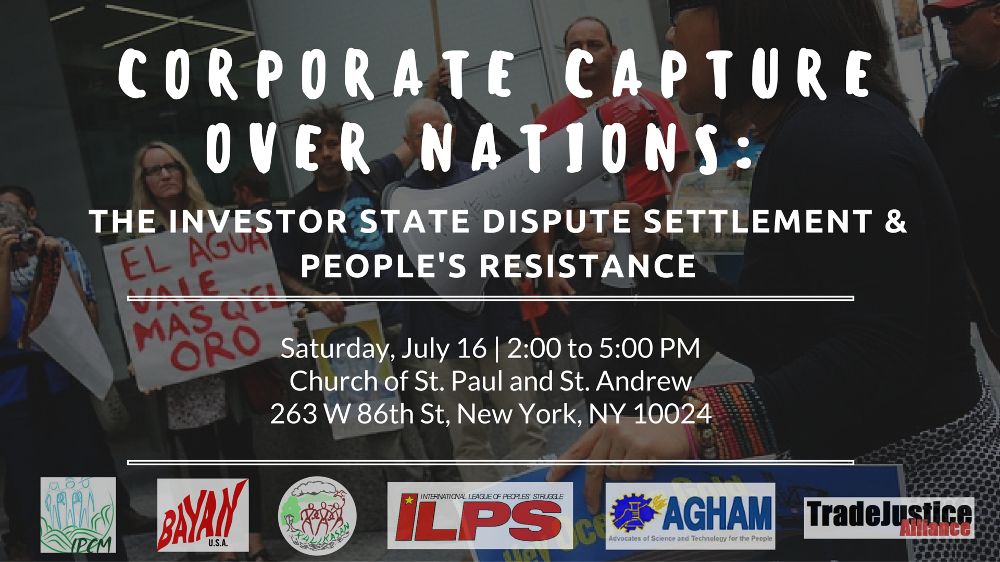 CORPORATE CAPTURE
OVER NATIONS:
THE INVESTOR STATE DISPUTE SETTLEMENT &
PEOPLE'S RESISTANCE
EL AGUA
VALE
MAS Q'EL
ORO
Saturday, July 16 | 2:00 to 5:00 PM
Church of St. Paul and St. Andrew
263 W 86th St, New York, NY 10024
IPCM
BAYAN
U.S.A.
KALIKASAN
INTERNATIONAL LEAGUE OF PEOPLES' STRUGGLE
ILPS
AGHAM
Advocates of Science and Technology for the People
TradeJustice
Alliance